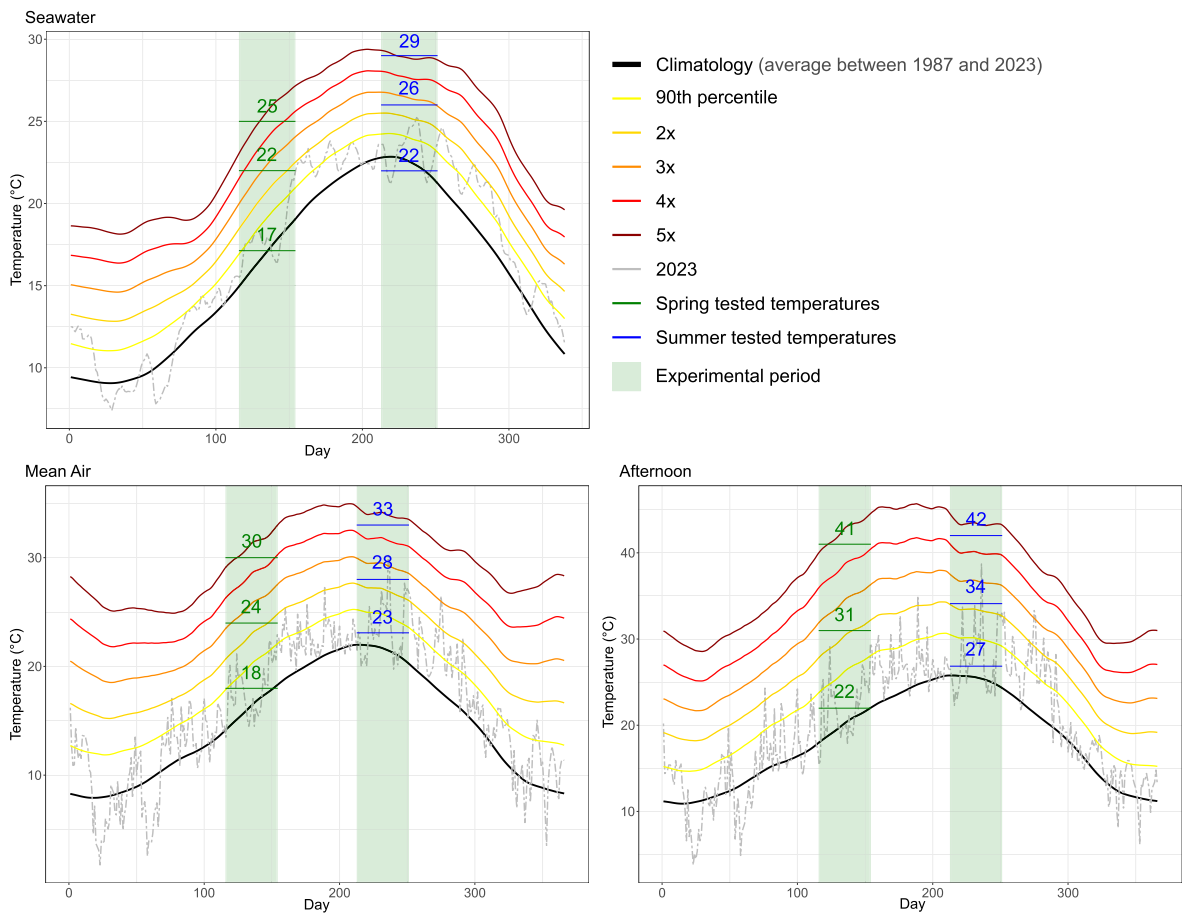 Seawater
30
25
20
15
10
Temperature (°C)
25
22
17
29
26
22
0
100
200
300
Day
Climatology (average between 1987 and 2023)
90th percentile
2x
3x
4x
5x
2023
Spring tested temperatures
Summer tested temperatures
Experimental period
Mean Air
30
20
10
Temperature (°C)
30
24
18
33
28
23
0
100
200
300
Day
Afternoon
40
30
20
10
Temperature (°C)
41
31
22
42
34
27
0
100
200
300
Day